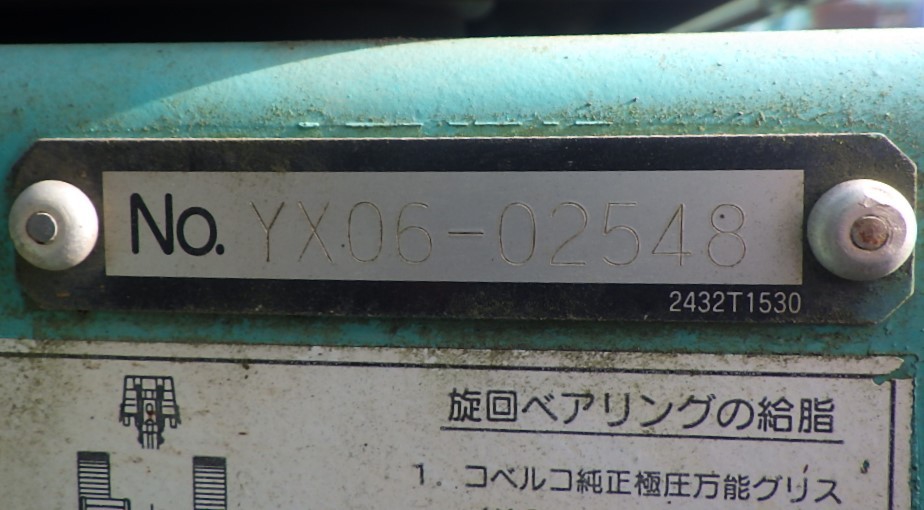 No. YX06-02548
2432T1530
旋回ベアリングの給脂
1. コベルコ純正極圧万能グリス